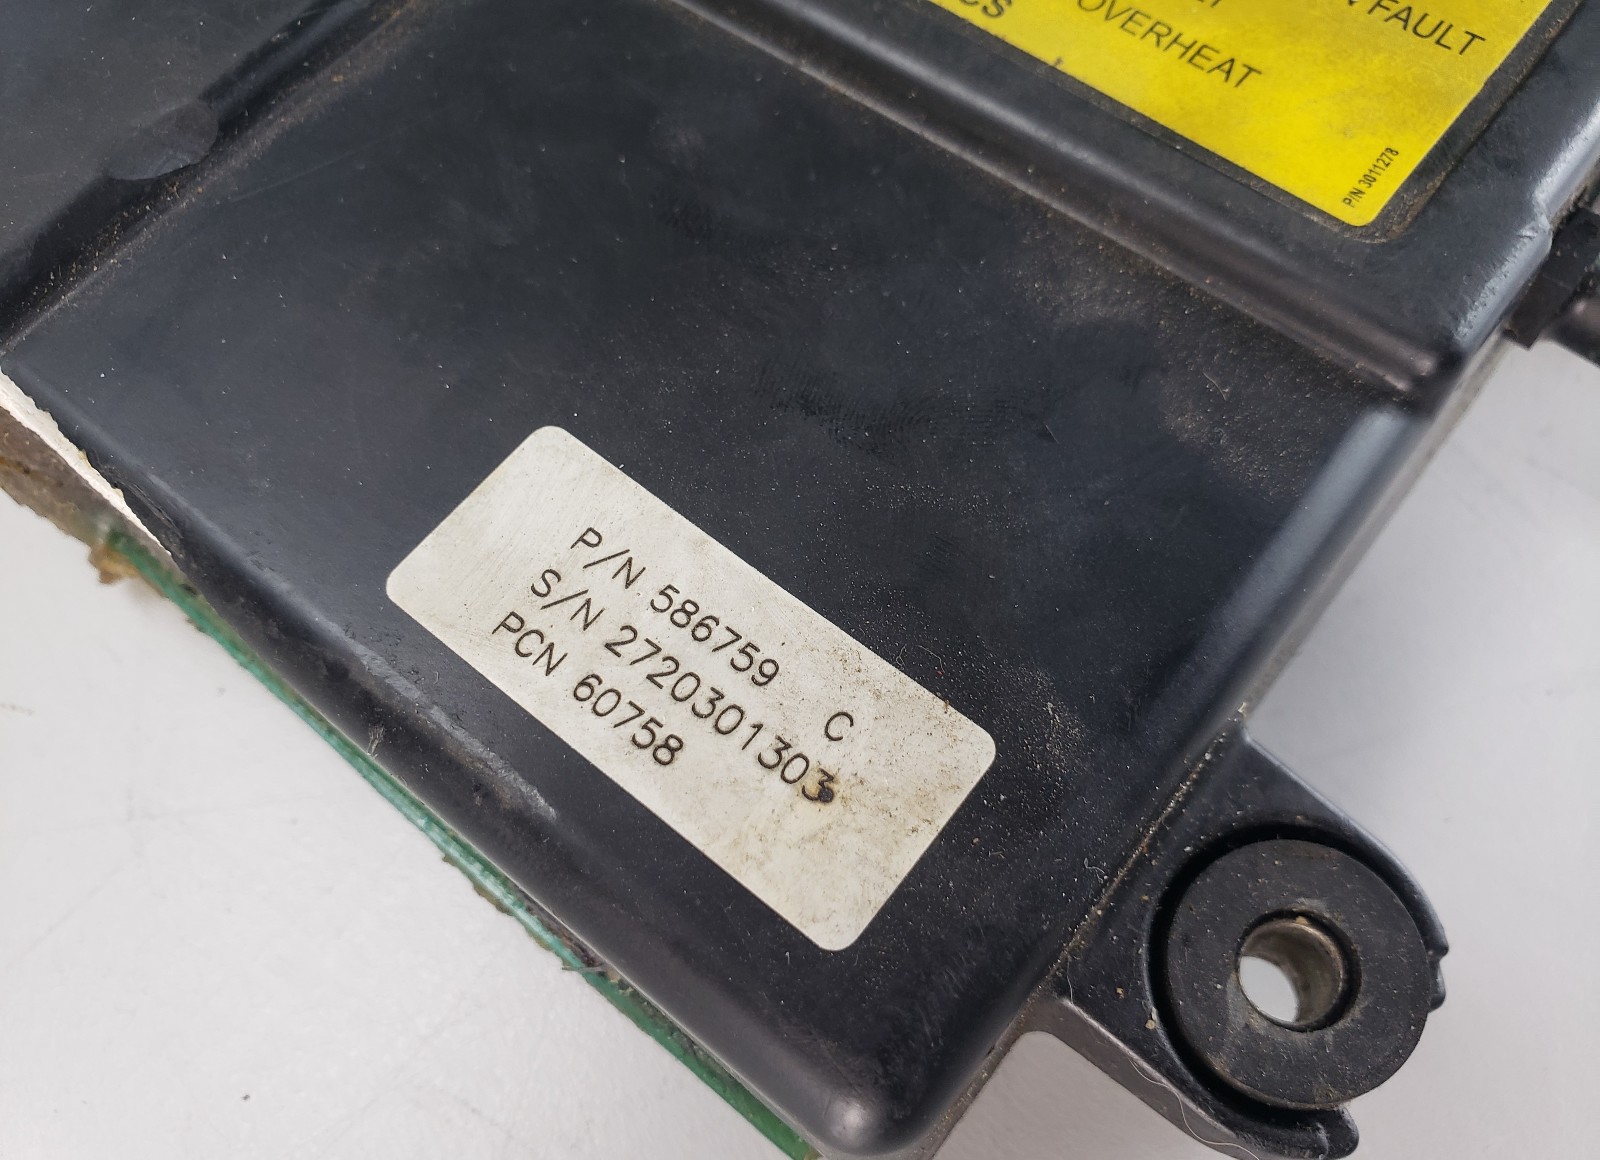 FAULT
OVERHEAT
P/N 3011278
P/N 586759 C
S/N 2720301303
PCN 60758